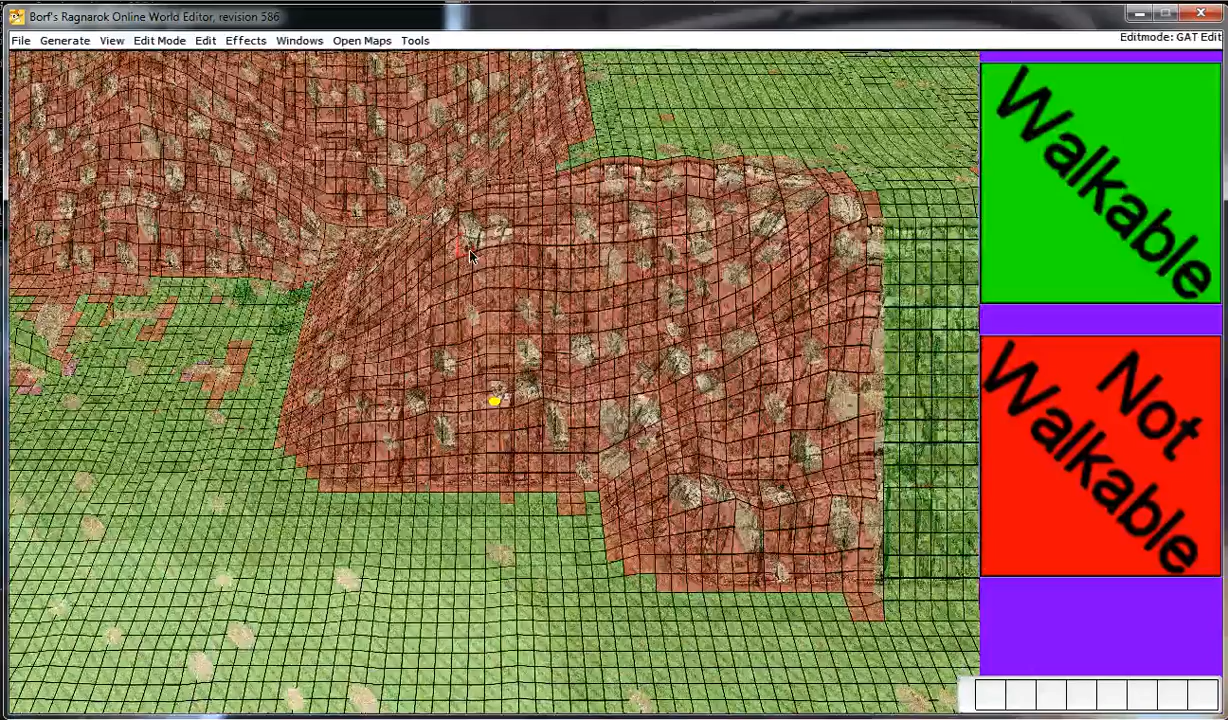 Borf's Ragnarok Online World Editor, revision 586
File Generate View Edit Mode Edit Effects Windows Open Maps Tools
Editmode: GAT Edit
Walkable
Not
Walkable